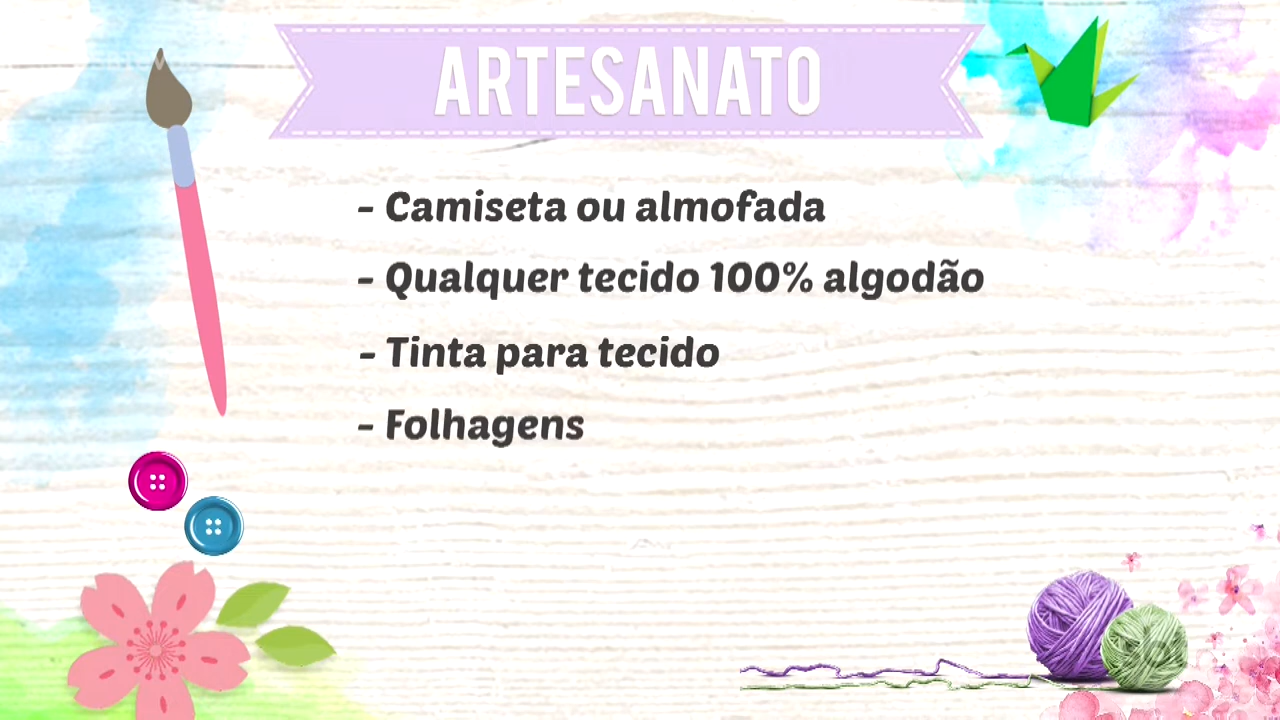 ARTESANATO
- Camiseta ou almofada
- Qualquer tecido 100% algodão
- Tinta para tecido
- Folhagens